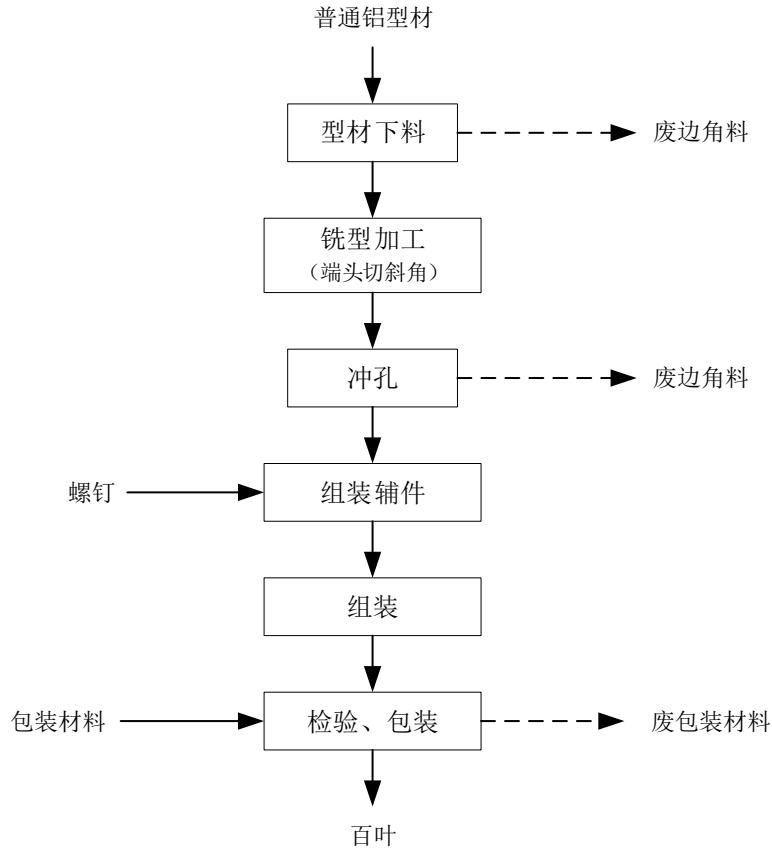 普通铝型材
型材下料
废边角料
铣型加工
（端头切斜角）
冲孔
废边角料
螺钉
组装辅件
组装
包装材料
检验、包装
废包装材料
百叶